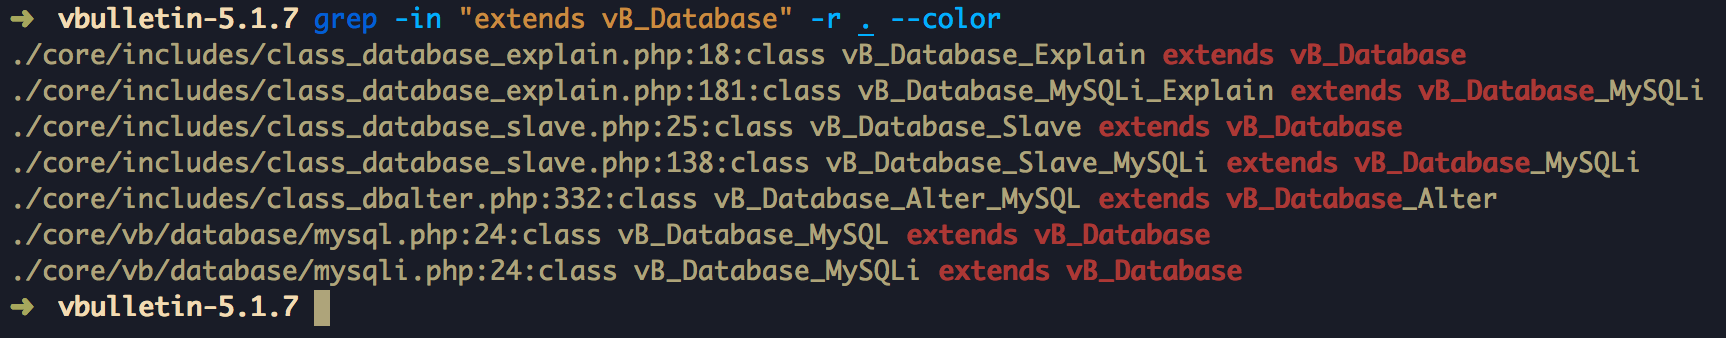 ➜ vbulletin-5.1.7 grep -in "extends vB_Database" -r . --color
./core/includes/class_database_explain.php:18:class vB_Database_Explain extends vB_Database
./core/includes/class_database_explain.php:181:class vB_Database_MySQLi_Explain extends vB_Database_MySQLi
./core/includes/class_database_slave.php:25:class vB_Database_Slave extends vB_Database
./core/includes/class_database_slave.php:138:class vB_Database_Slave_MySQLi extends vB_Database_MySQLi
./core/includes/class_dbalter.php:332:class vB_Database_Alter_MySQL extends vB_Database_Alter
./core/vb/database/mysql.php:24:class vB_Database_MySQL extends vB_Database
./core/vb/database/mysqli.php:24:class vB_Database_MySQLi extends vB_Database
➜ vbulletin-5.1.7